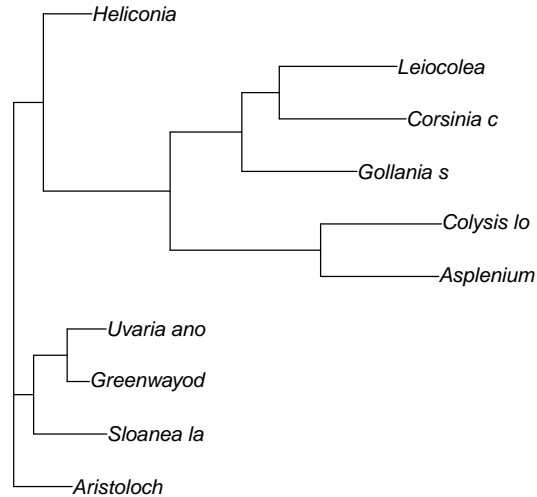 Heliconia
Leiocolea
Corsinia c
Gollania s
Colysis lo
Asplenium
Uvaria ano
Greenwayod
Sloanea la
Aristoloch